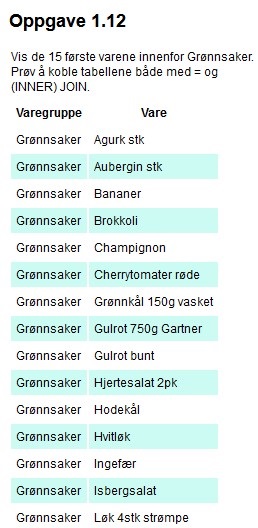 Oppgave 1.12
Vis de 15 første varene innenfor Grønnsaker.
Prøv å koble tabellene både med = og
(INNER) JOIN.
Varegruppe Vare
Grønnsaker Agurk stk
Grønnsaker Aubergin stk
Grønnsaker Bananer
Grønnsaker Brokkoli
Grønnsaker Champignon
Grønnsaker Cherrytomater røde
Grønnsaker Grønnkål 150g vasket
Grønnsaker Gulrot 750g Gartner
Grønnsaker Gulrot bunt
Grønnsaker Hjertesalat 2pk
Grønnsaker Hodekål
Grønnsaker Hvitløk
Grønnsaker Ingefær
Grønnsaker Isbergsalat
Grønnsaker Løk 4stk strømpe